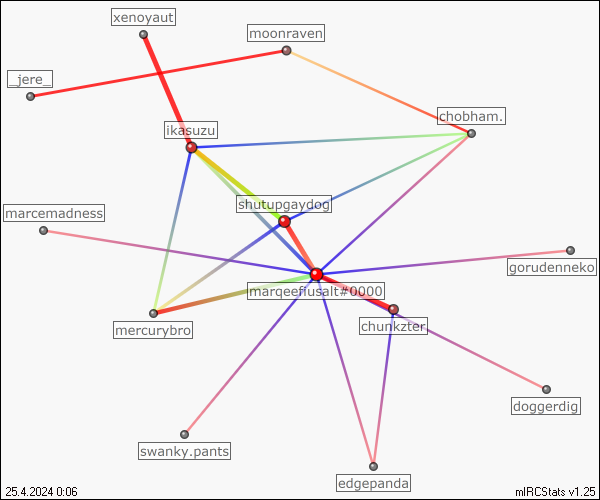 xenoyaut
moonraven
_jere_
chobham.
ikasuzu
shutupgaydog
marcemadness
gorudenneko
marqeeflusalt#0000
mercurybro
chunkzter
doggerdig
swanky.pants
edgepanda
25.4.2024 0:06
mIRCStats v1.25